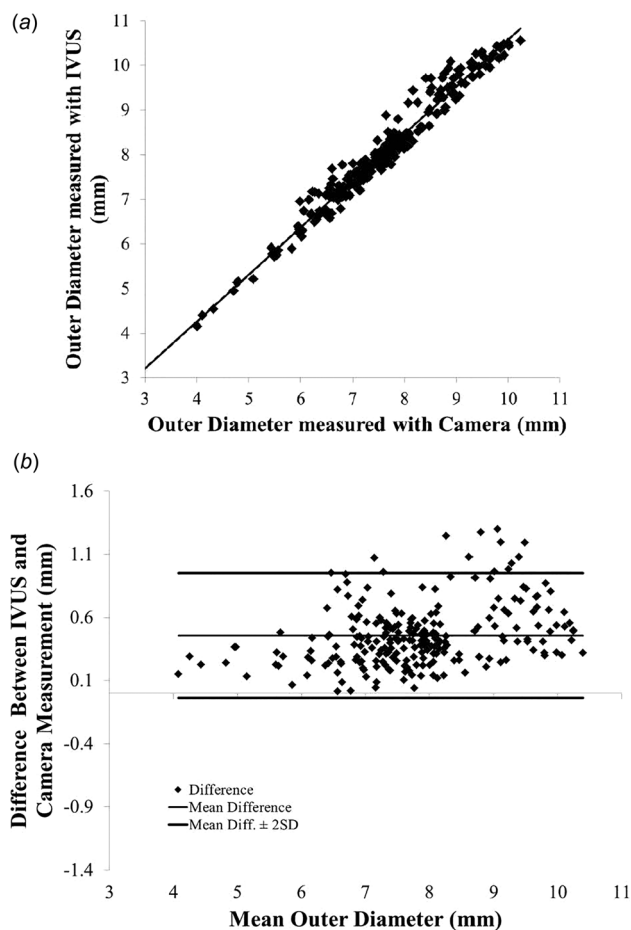 (a)
11
10
9
8
7
6
5
4
3
Outer Diameter measured with IVUS
(mm)
3 4 5 6 7 8 9 10 11
Outer Diameter measured with Camera (mm)
(b)
1.6
1.1
0.6
0.1
-0.4
-0.9
-1.4
Difference Between IVUS and
Camera Measurement (mm)
Difference
Mean Difference
Mean Diff. ± 2SD
3 4 5 6 7 8 9 10 11
Mean Outer Diameter (mm)